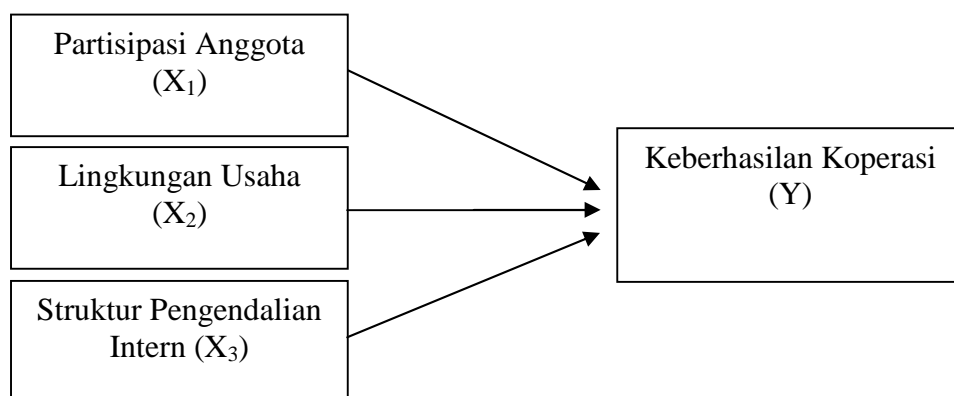 Partisipasi Anggota
(X₁)
Lingkungan Usaha
(X₂)
Struktur Pengendalian
Intern (X₃)
Keberhasilan Koperasi
(Y)